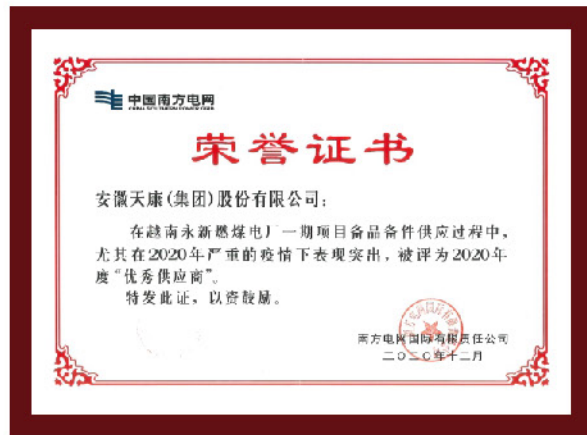 中国南方电网
CHINA SOUTHERN POWER GRID
荣誉证书
安徽天康(集团)股份有限公司:
在越南永新燃煤电厂一期项目备品备件供应过程中,
尤其在2020年严重的疫情下表现突出,被评为2020年
度“优秀供应商”。
特发此证,以资鼓励。
南方电网国际有限责任公司
二〇二〇年十二月